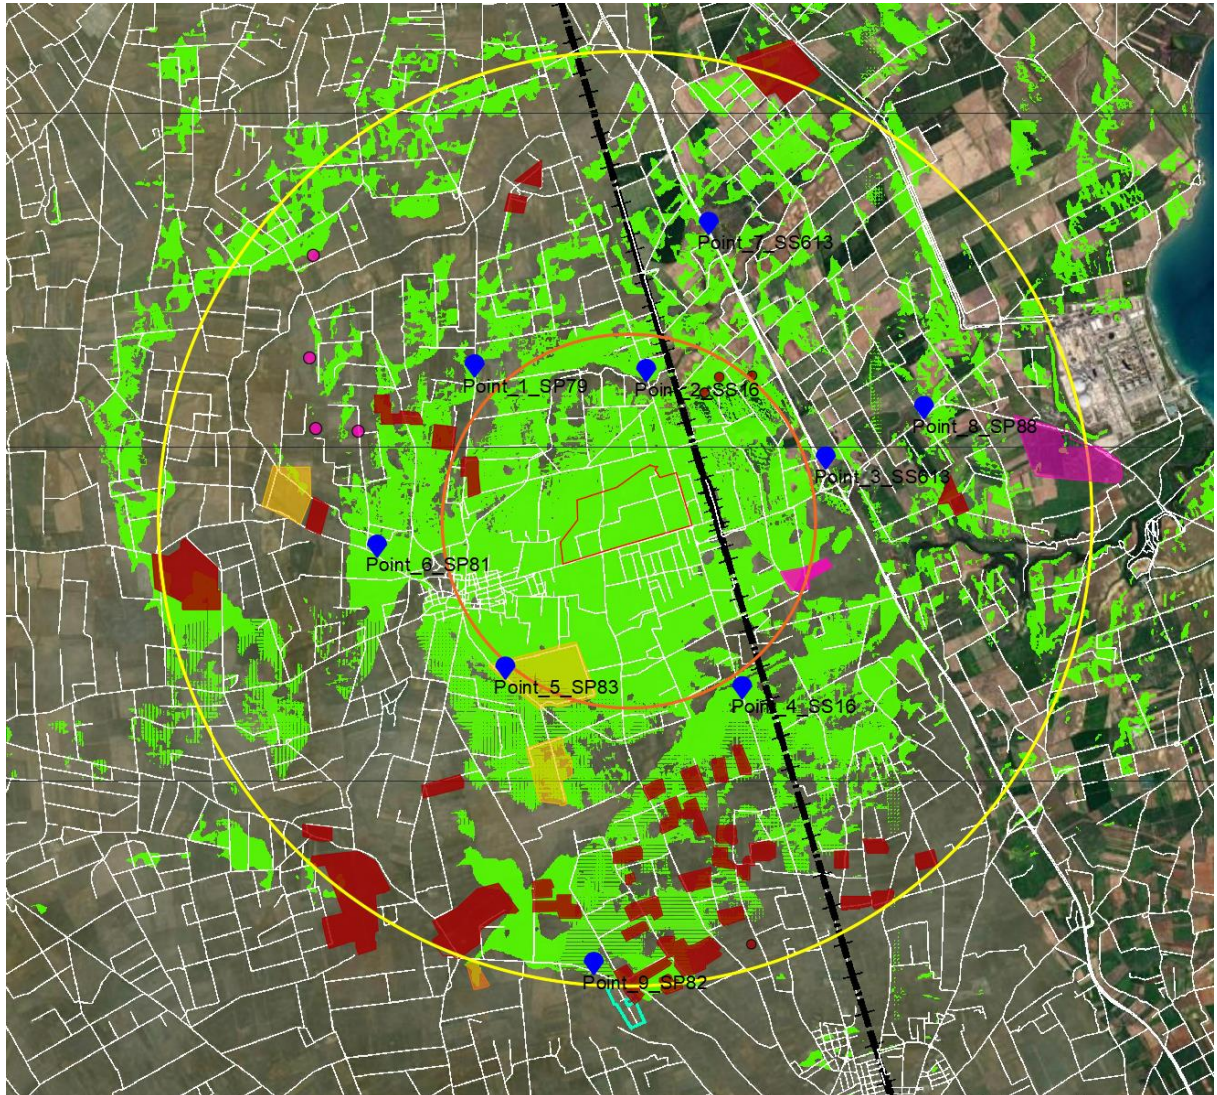 Point_7_SS613
Point_1_SP79
Point_2_SS16
Point_8_SP88
Point_3_SS613
Point_6_SP81
Point_5_SP83
Point_4_SS16
Point_9_SP82